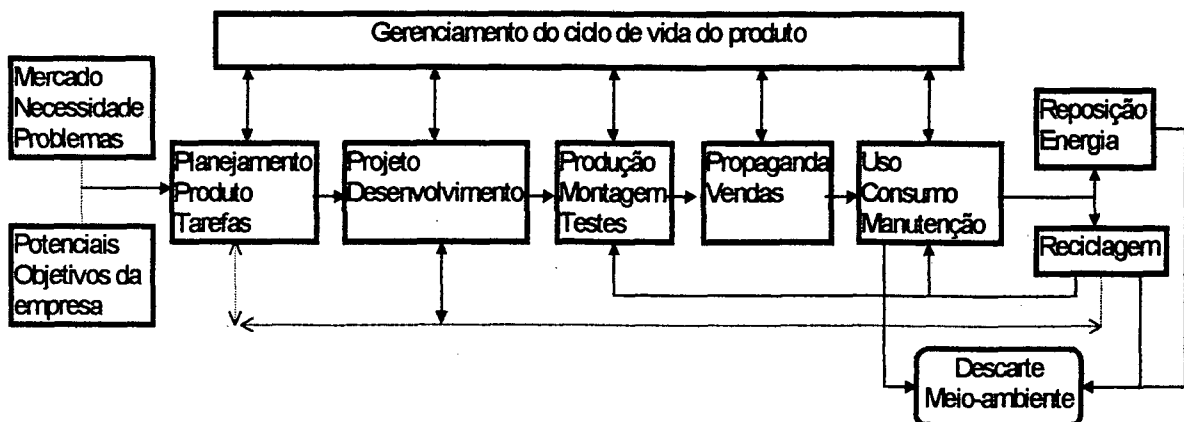 Gerenciamento do ciclo de vida do produto
Mercado
Necessidade
Problemas
Potenciais
Objetivos da
empresa
Planejamento
Produto
Tarefas
Projeto
Desenvolvimento
Produção
Montagem
Testes
Propaganda
Vendas
Uso
Consumo
Manutenção
Reposição
Energia
Reciclagem
Descarte
Meio-ambiente